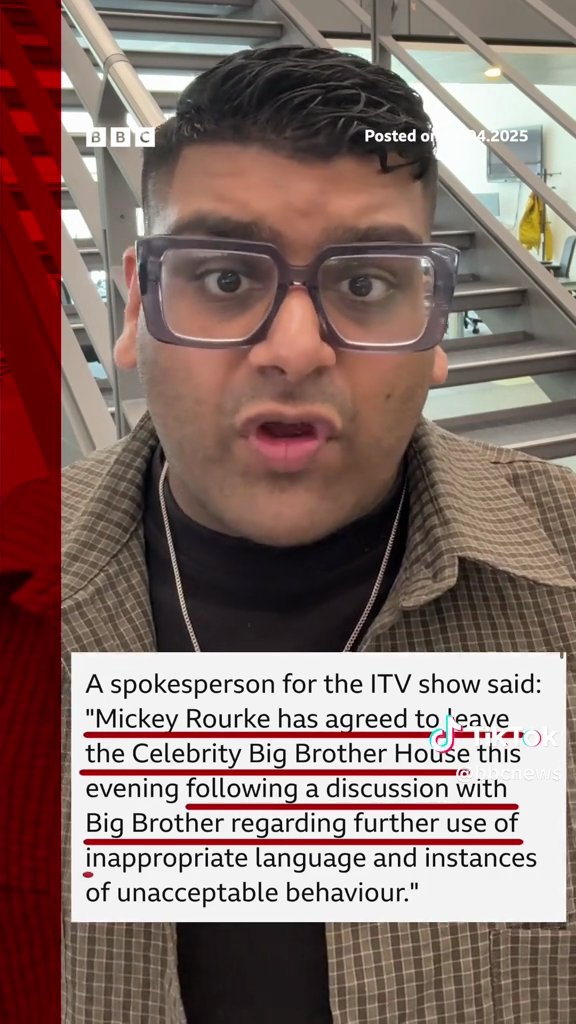 BBC
Posted on 04.2025
A spokesperson for the ITV show said:
"Mickey Rourke has agreed to leave
the Celebrity Big Brother House this
evening following a discussion with
Big Brother regarding further use of
inappropriate language and instances
of unacceptable behaviour."
TikTok
@bbcnews